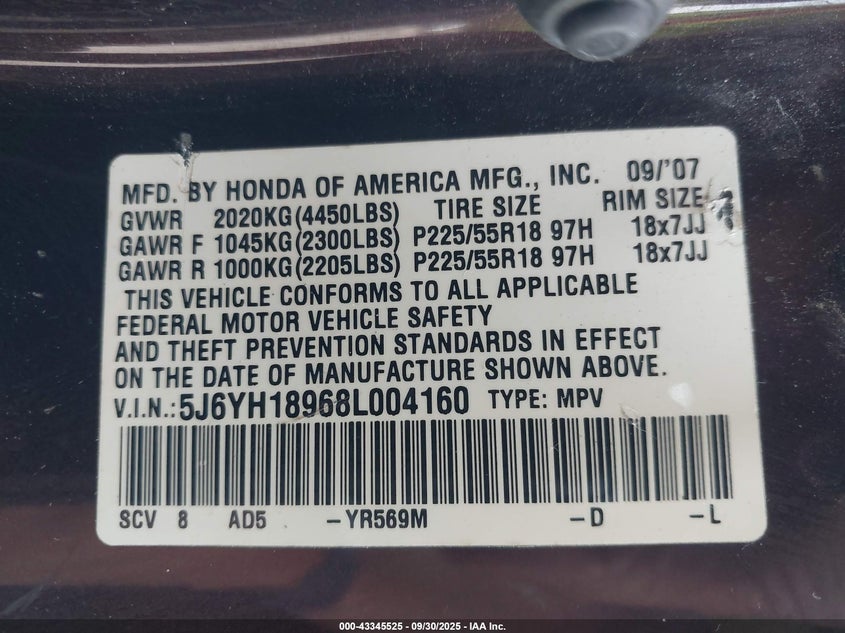 MFD. BY HONDA OF AMERICA MFG., INC. 09/'07
GVWR 2020KG(4450LBS) TIRE SIZE RIM SIZE
GAWR F 1045KG(2300LBS) P225/55R18 97H 18x7JJ
GAWR R 1000KG(2205LBS) P225/55R18 97H 18x7JJ
THIS VEHICLE CONFORMS TO ALL APPLICABLE
FEDERAL MOTOR VEHICLE SAFETY
AND THEFT PREVENTION STANDARDS IN EFFECT
ON THE DATE OF MANUFACTURE SHOWN ABOVE.
V.I.N.:5J6YH18968L004160 TYPE: MPV
SCV 8 AD5 -YR569M -D -L
000-43345525 - 09/30/2025 - IAA Inc.